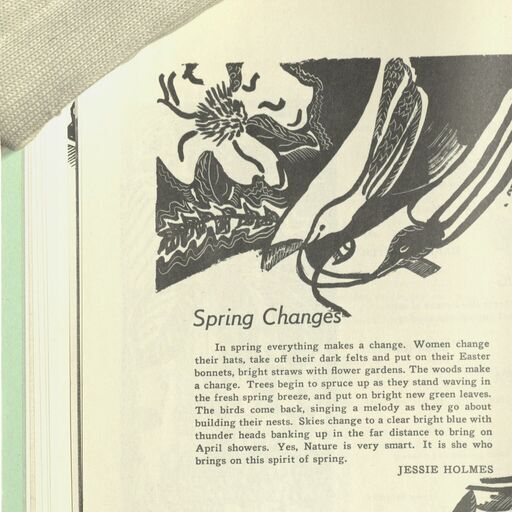 Spring Changes
In spring everything makes a change. Women change
their hats, take off their dark felts and put on their Easter
bonnets, bright straws with flower gardens. The woods make
a change. Trees begin to spruce up as they stand waving in
the fresh spring breeze, and put on bright new green leaves.
The birds come back, singing a melody as they go about
building their nests. Skies change to a clear bright blue with
thunder heads banking up in the far distance to bring on
April showers. Yes, Nature is very smart. It is she who
brings on this spirit of spring.
JESSIE HOLMES